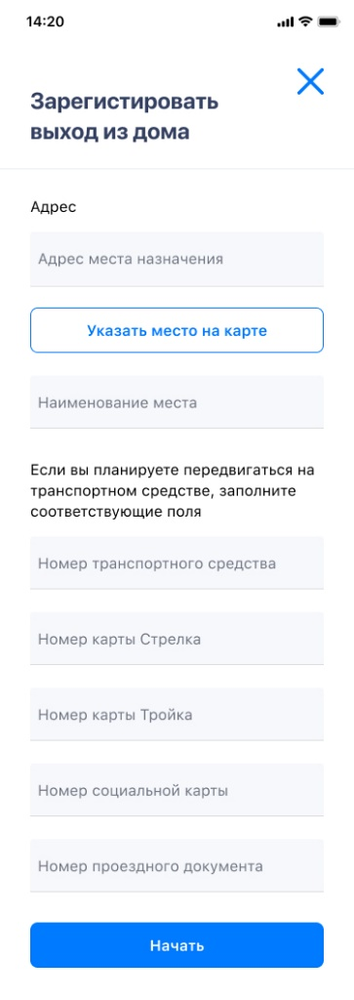 14:20
Зарегистировать
выход из дома
Адрес
Адрес места назначения
Указать место на карте
Наименование места
Если вы планируете передвигаться на
транспортном средстве, заполните
соответствующие поля
Номер транспортного средства
Номер карты Стрелка
Номер карты Тройка
Номер социальной карты
Номер проездного документа
Начать